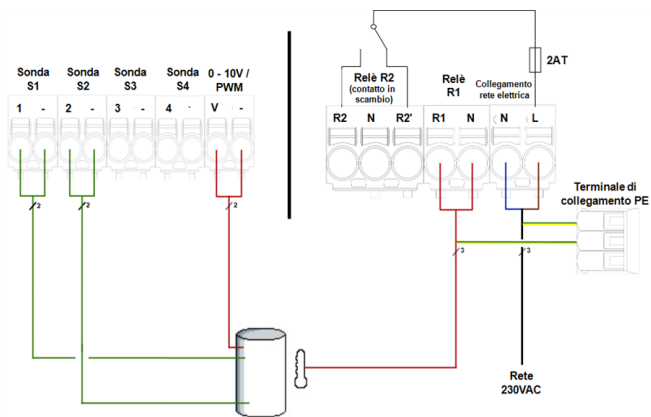 Sonda
S1
Sonda
S2
Sonda
S3
Sonda
S4
0 - 10V /
PWM
1 -
2 -
3 -
4 -
V -
2
2
2
2AT
Relè R2
(contatto in
scambio)
Relè
R1
Collegamento
rete elettrica
R2 N R2'
R1 N
N L
Terminale di
collegamento PE
3
3
Rete
230VAC